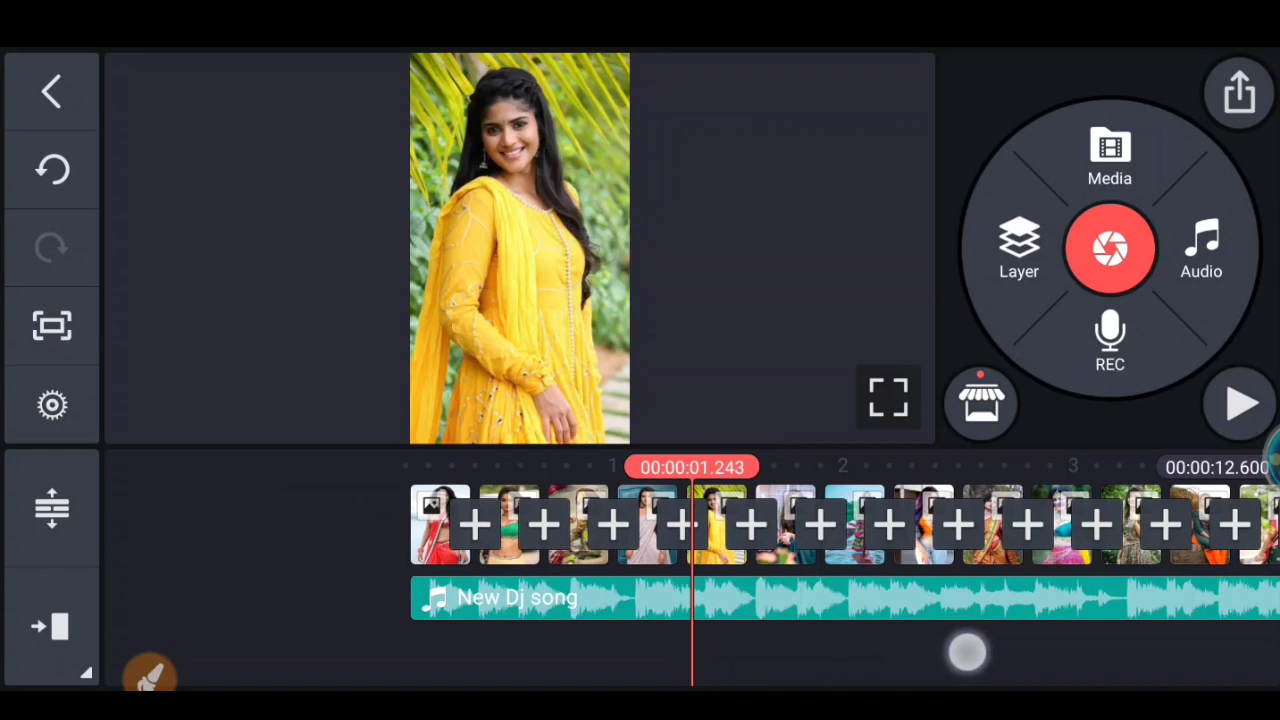 Media
Layer
Audio
REC
1
00:00:01.243
2
3
00:00:12.600
New Dj song